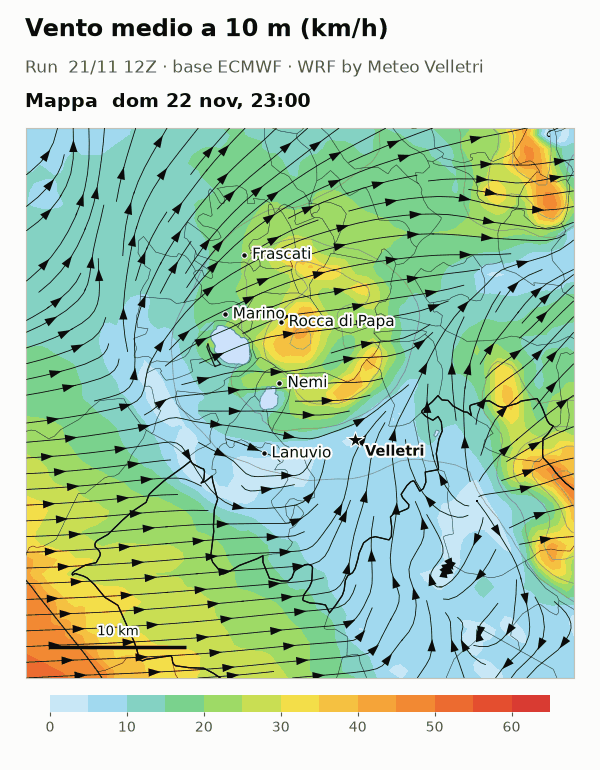 Vento medio a 10 m (km/h)
Run  21/11 12Z · base ECMWF · WRF by Meteo Velletri
Mappa  dom 22 nov, 23:00
Frascati
Marino
Rocca di Papa
Nemi
Velletri
Lanuvio
10 km
0 10 20 30 40 50 60